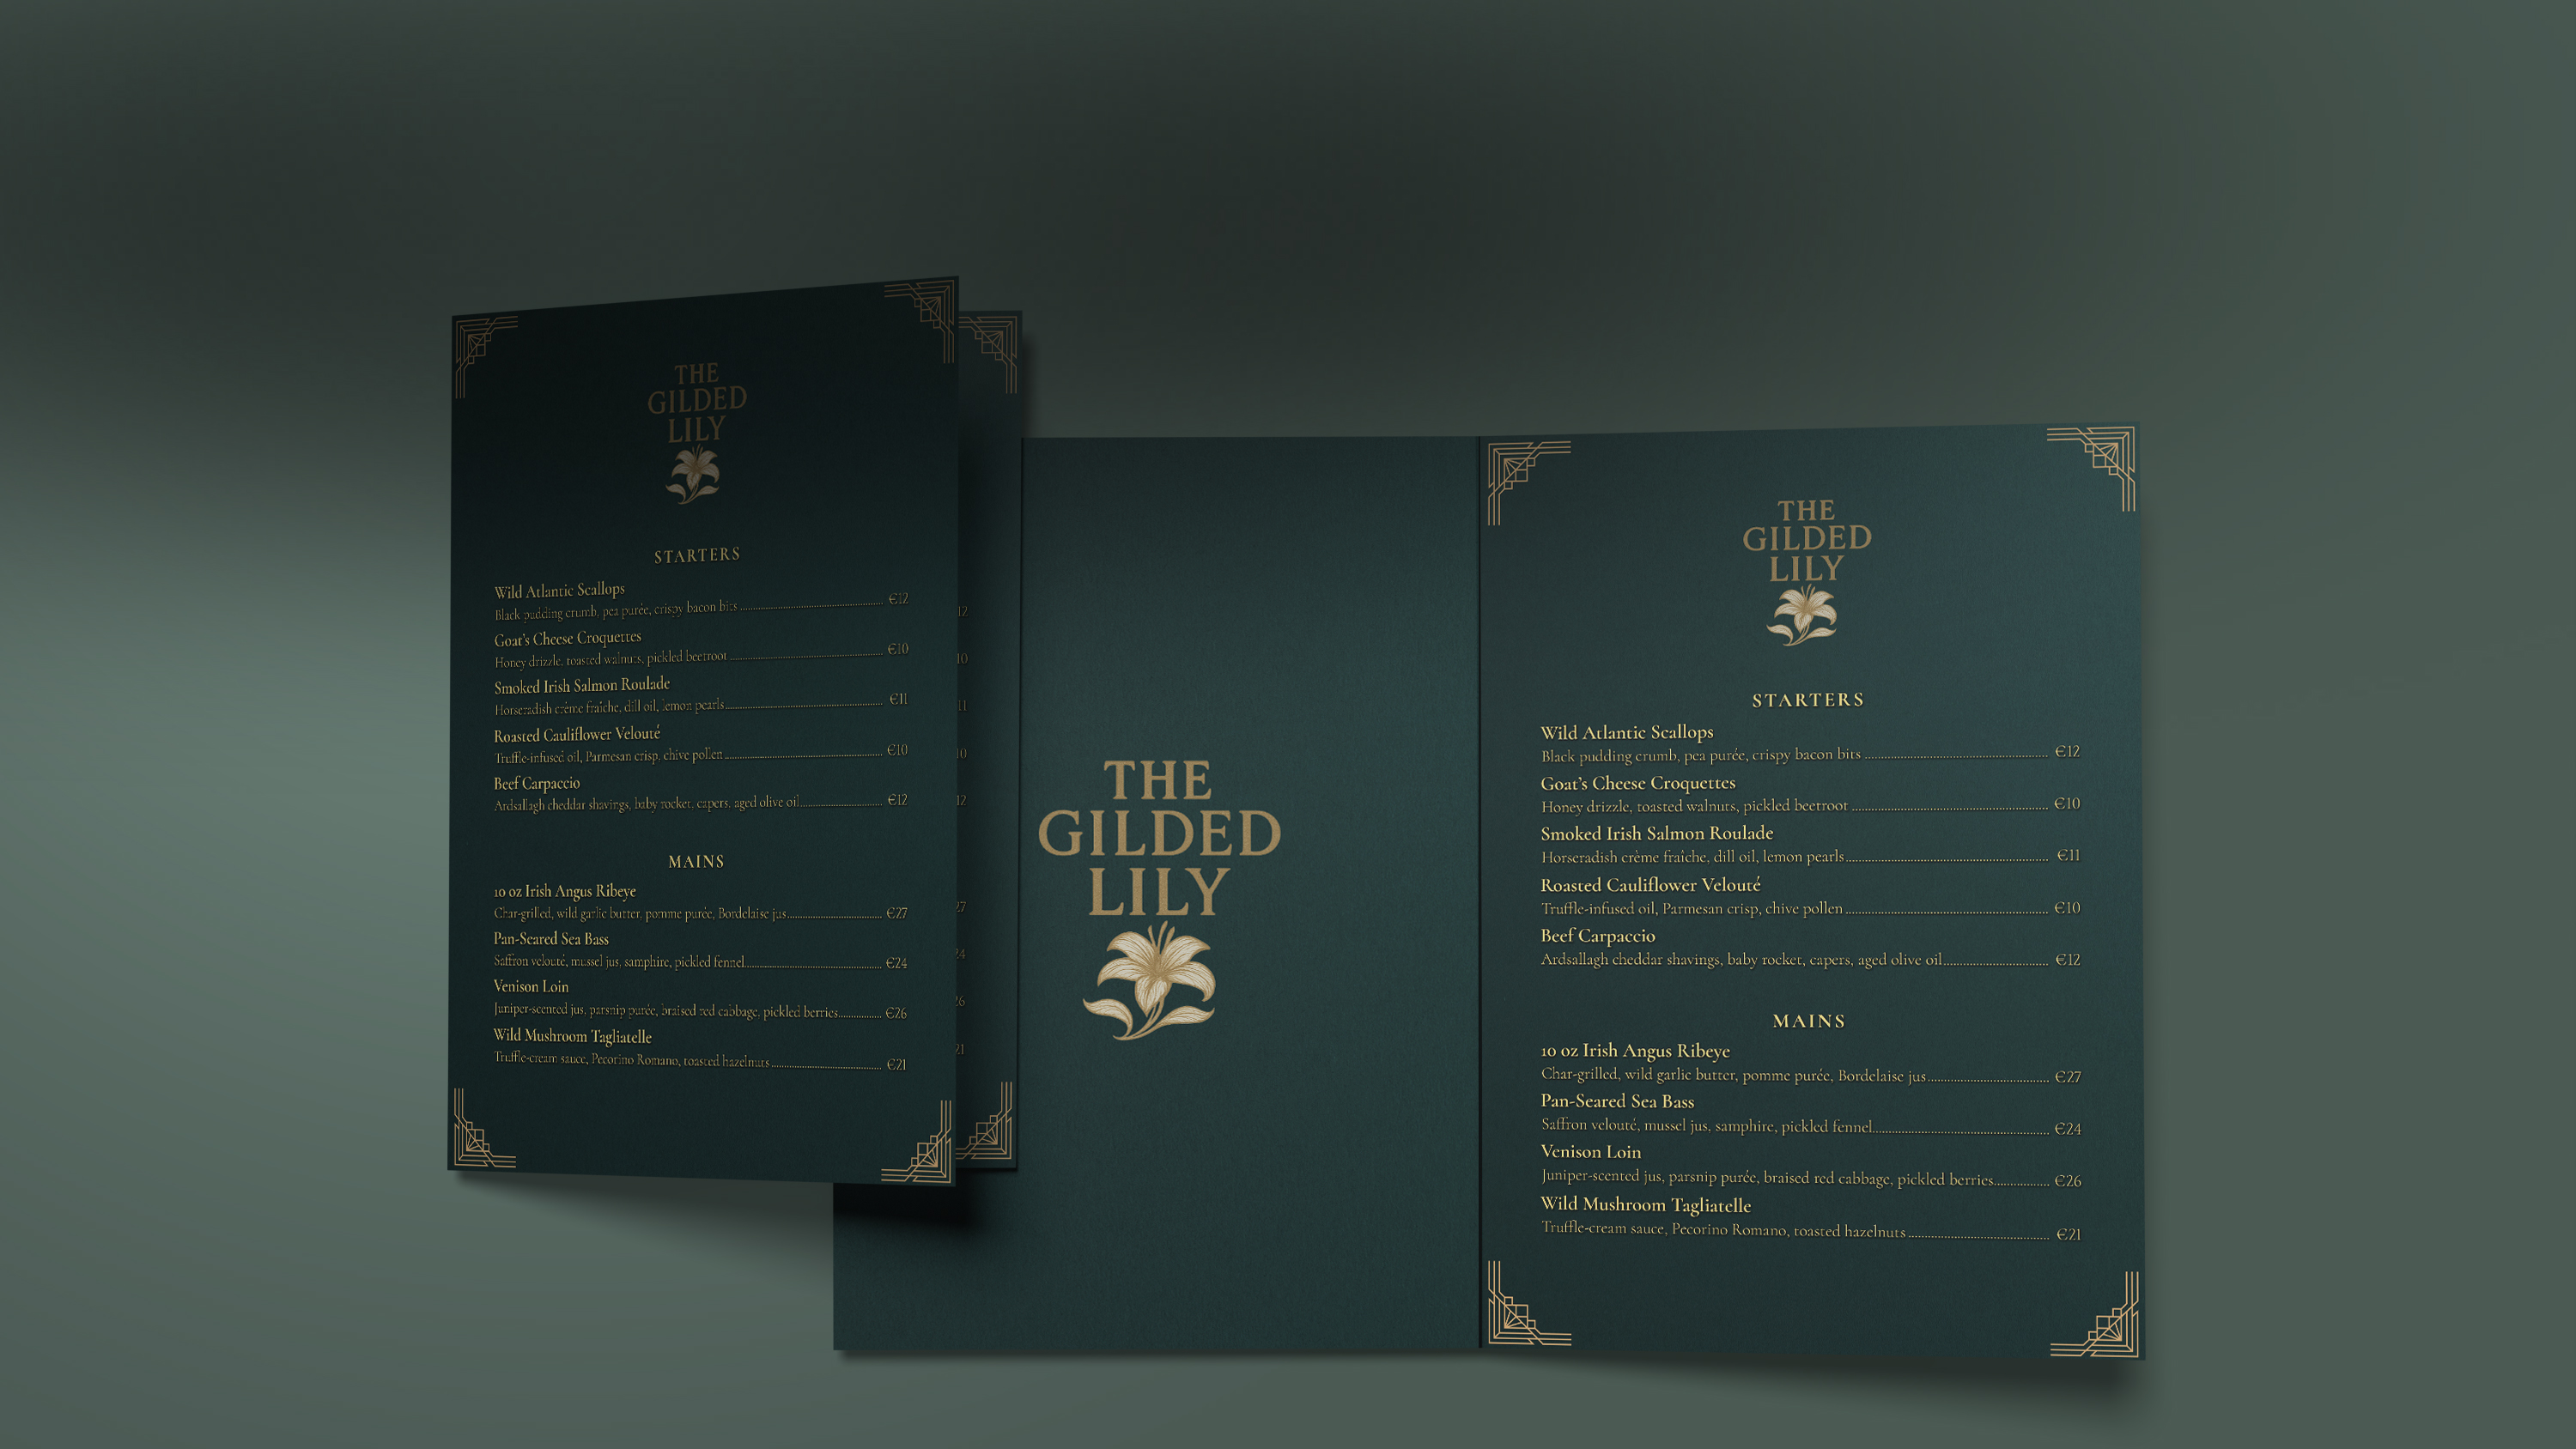 THE
GILDED
LILY
STARTERS
Wild Atlantic Scallops
Black pudding crumb, pea purée, crispy bacon bits €12
Goat's Cheese Croquettes
Honey drizzle, toasted walnuts, pickled beetroot €10
Smoked Irish Salmon Roulade
Horseradish crème fraîche, dill oil, lemon pearls €11
Roasted Cauliflower Velouté
Truffle-infused oil, Parmesan crisp, chive pollen €10
Beef Carpaccio
Ardsallagh cheddar shavings, baby rocket, capers, aged olive oil €12
MAINS
10 oz Irish Angus Ribeye
Char-grilled, wild garlic butter, pomme purée, Bordelaise jus €27
Pan-Seared Sea Bass
Saffron velouté, mussel jus, samphire, pickled fennel €24
Venison Loin
Juniper-scented jus, parsnip purée, braised red cabbage, pickled berries €26
Wild Mushroom Tagliatelle
Truffle-cream sauce, Pecorino Romano, toasted hazelnuts €21
12
10
11
10
12
27
24
26
21
THE
GILDED
LILY
THE
GILDED
LILY
STARTERS
Wild Atlantic Scallops
Black pudding crumb, pea purée, crispy bacon bits €12
Goat's Cheese Croquettes
Honey drizzle, toasted walnuts, pickled beetroot €10
Smoked Irish Salmon Roulade
Horseradish crème fraîche, dill oil, lemon pearls €11
Roasted Cauliflower Velouté
Truffle-infused oil, Parmesan crisp, chive pollen €10
Beef Carpaccio
Ardsallagh cheddar shavings, baby rocket, capers, aged olive oil €12
MAINS
10 oz Irish Angus Ribeye
Char-grilled, wild garlic butter, pomme purée, Bordelaise jus €27
Pan-Seared Sea Bass
Saffron velouté, mussel jus, samphire, pickled fennel €24
Venison Loin
Juniper-scented jus, parsnip purée, braised red cabbage, pickled berries €26
Wild Mushroom Tagliatelle
Truffle-cream sauce, Pecorino Romano, toasted hazelnuts €21